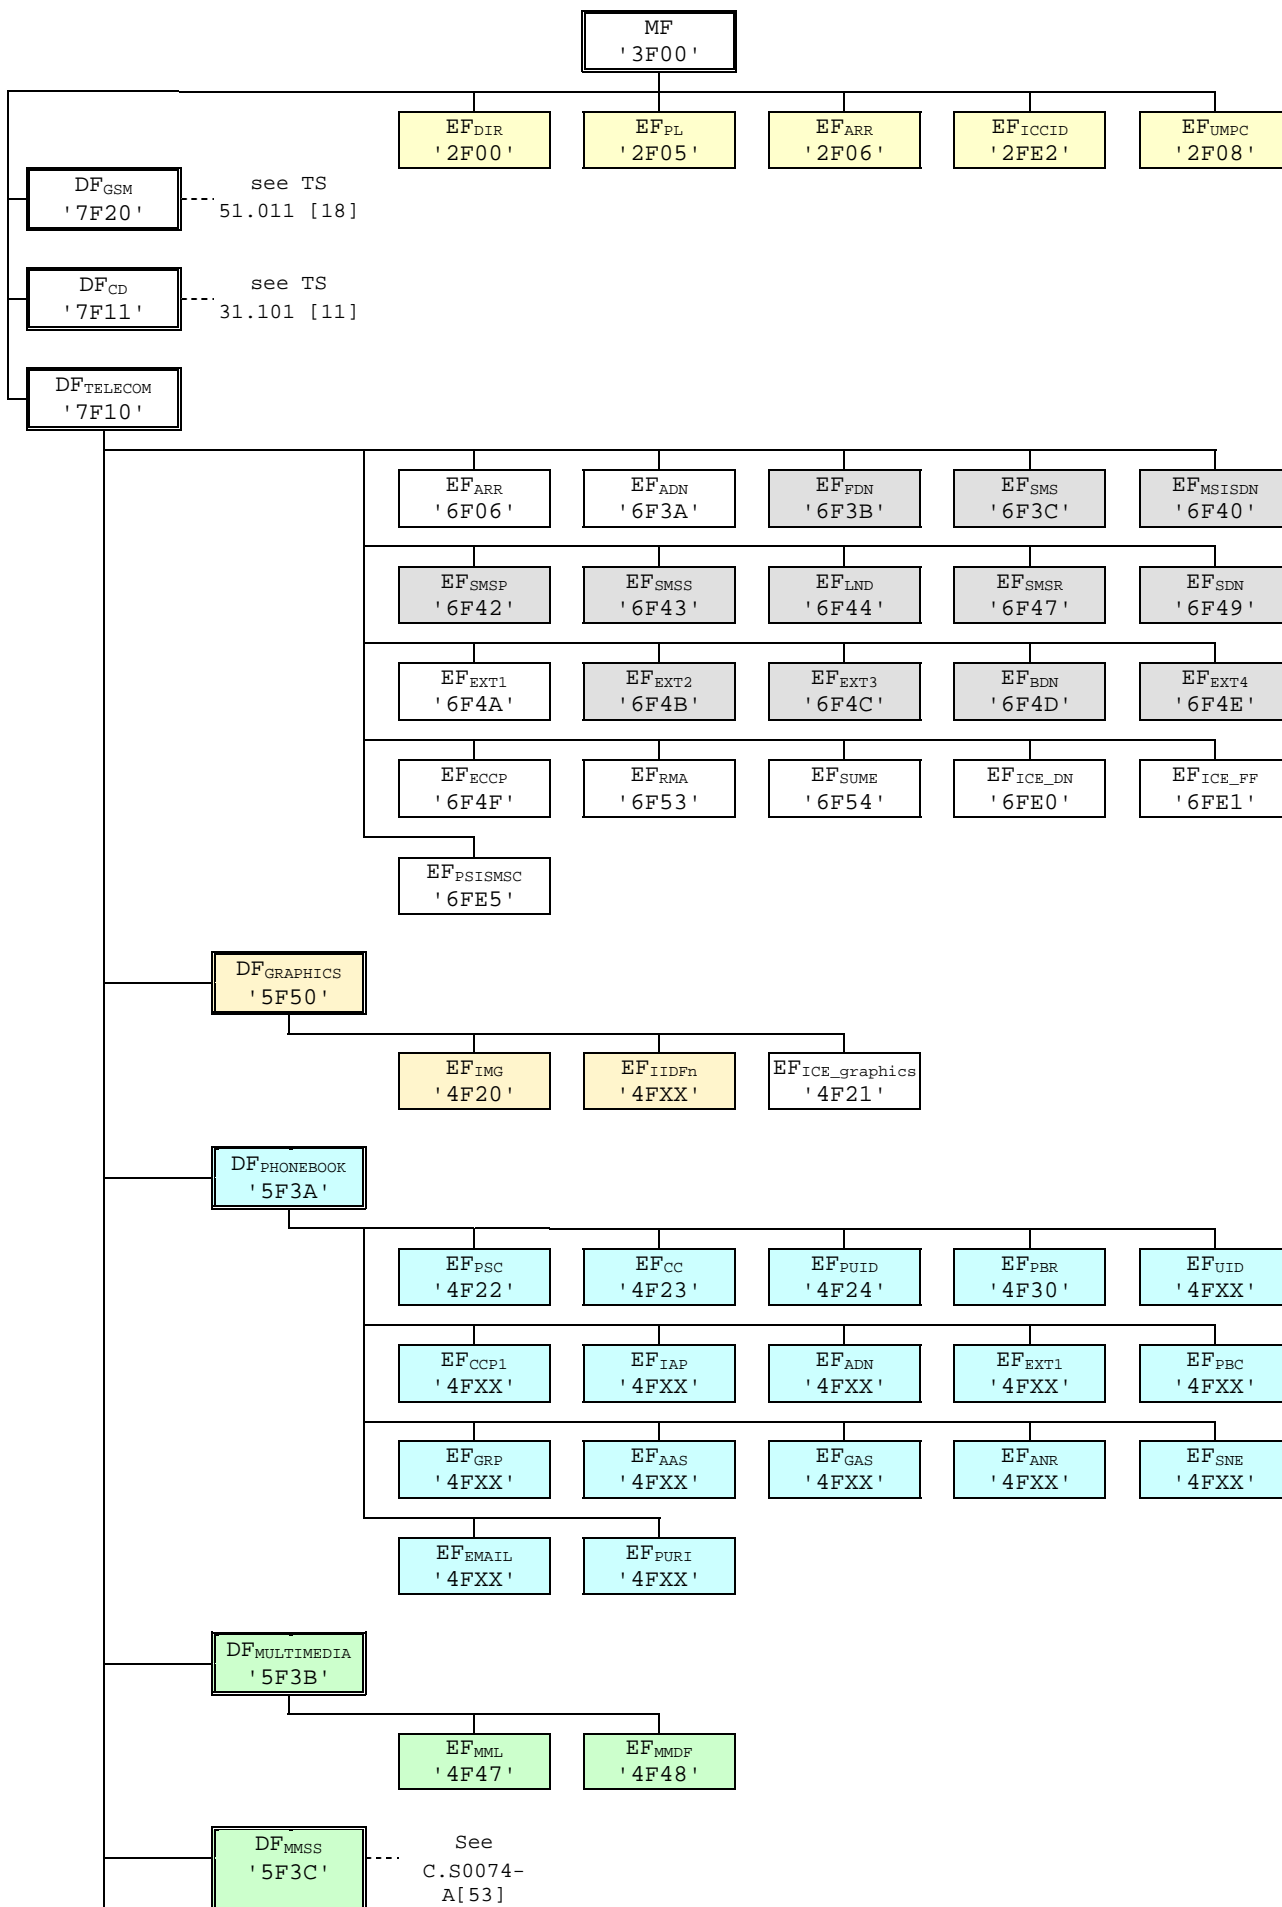 MF
'3F00'
EFDIR EFPL EFARR EFICCID EFUMPC
'2F00' '2F05' '2F06' '2FE2' '2F08'
DFGSM see TS
'7F20' 51.011 [18]
DFCD see TS
'7F11' 31.101 [11]
DFTELECOM
'7F10'
EFARR EFADN EFFDN EFSMS EFMSISDN
'6F06' '6F3A' '6F3B' '6F3C' '6F40'
EFSMSP EFSMSS EFLND EFSMSR EFSDN
'6F42' '6F43' '6F44' '6F47' '6F49'
EFEXT1 EFEXT2 EFEXT3 EFBDN EFEXT4
'6F4A' '6F4B' '6F4C' '6F4D' '6F4E'
EFECCP EFRMA EFSUME EFICE_DN EFICE_FF
'6F4F' '6F53' '6F54' '6FE0' '6FE1'
EFPSISMSC
'6FE5'
DFGRAPHICS
'5F50'
EFIMG EFIIDFn EFICE_graphics
'4F20' '4FXX' '4F21'
DFPHONEBOOK
'5F3A'
EFPSC EFCC EFPUID EFPBR EFUID
'4F22' '4F23' '4F24' '4F30' '4FXX'
EFCCP1 EFIAP EFADN EFEXT1 EFPBC
'4FXX' '4FXX' '4FXX' '4FXX' '4FXX'
EFGRP EFAAS EFGAS EFANR EFSNE
'4FXX' '4FXX' '4FXX' '4FXX' '4FXX'
EFEMAIL EFPURI
'4FXX' '4FXX'
DFMULTIMEDIA
'5F3B'
EFMML EFMMDF
'4F47' '4F48'
DFMMSS See
'5F3C' C.S0074-
A[53]